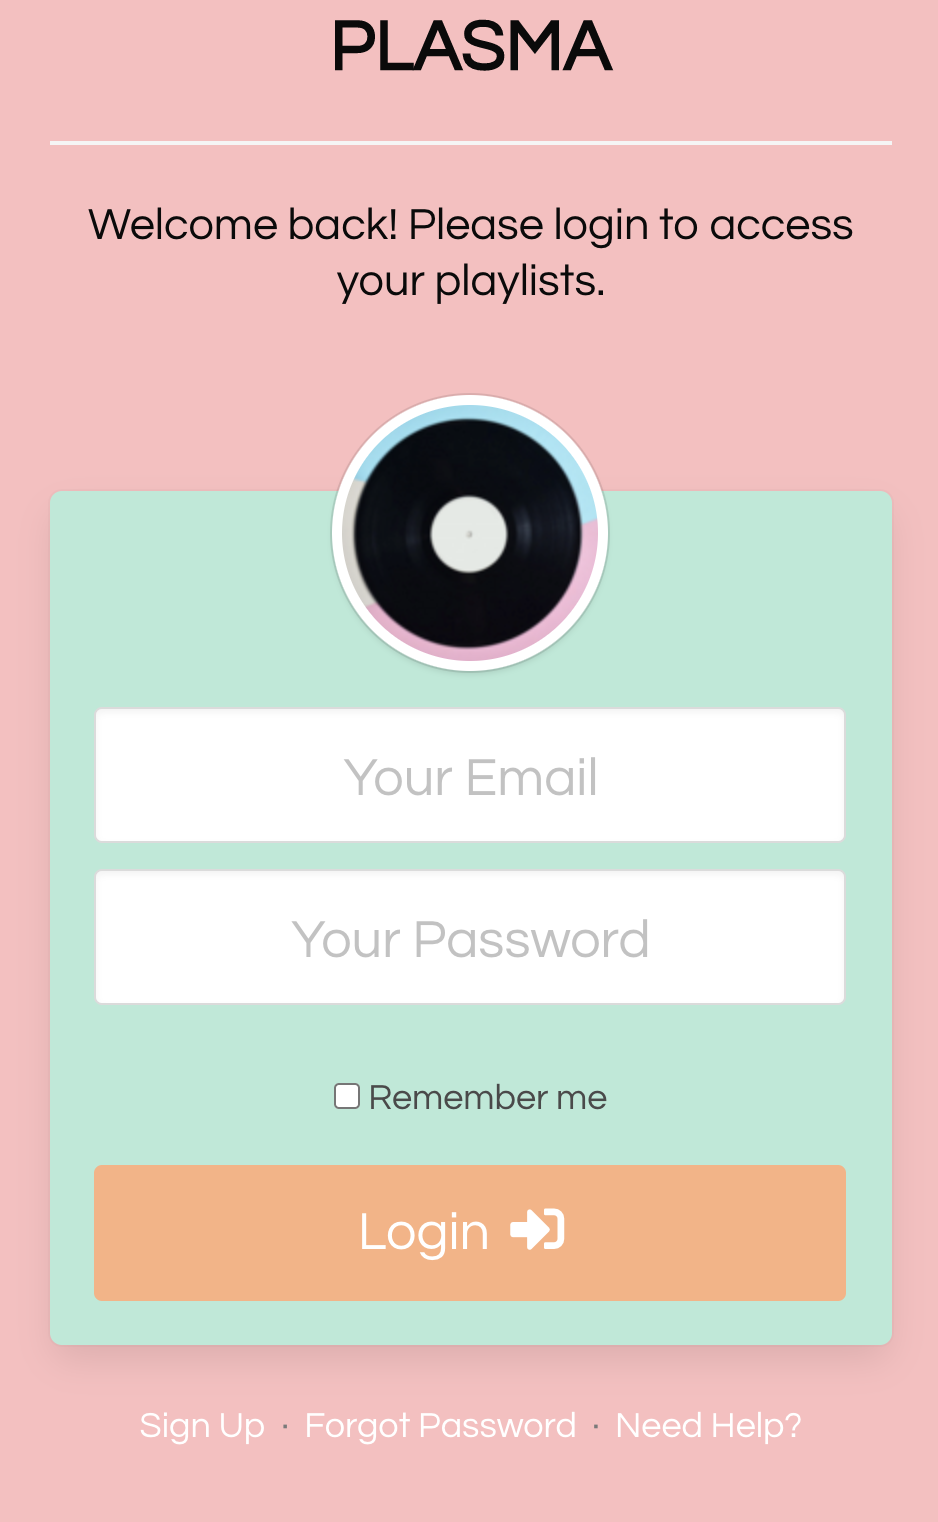 PLASMA
Welcome back! Please login to access
your playlists.
Your Email
Your Password
Remember me
Login
Sign Up · Forgot Password · Need Help?